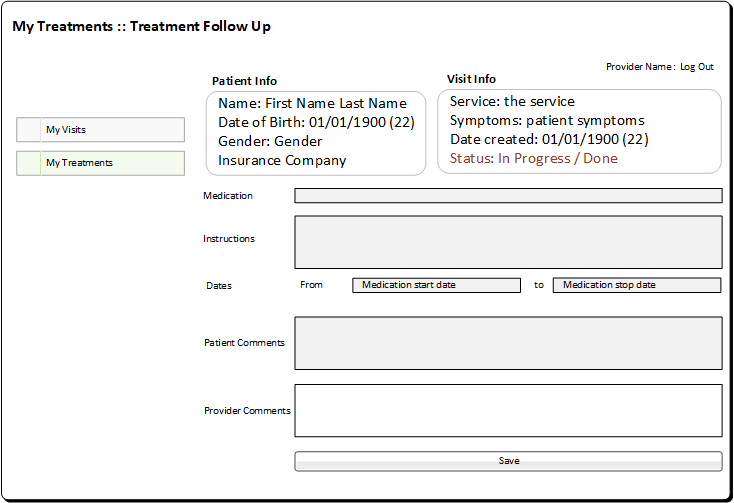 My Treatments :: Treatment Follow Up
Provider Name : Log Out
Patient Info
Name: First Name Last Name
Date of Birth: 01/01/1900 (22)
Gender: Gender
Insurance Company
Visit Info
Service: the service
Symptoms: patient symptoms
Date created: 01/01/1900 (22)
Status: In Progress / Done
My Visits
My Treatments
Medication
Instructions
Dates From Medication start date to Medication stop date
Patient Comments
Provider Comments
Save